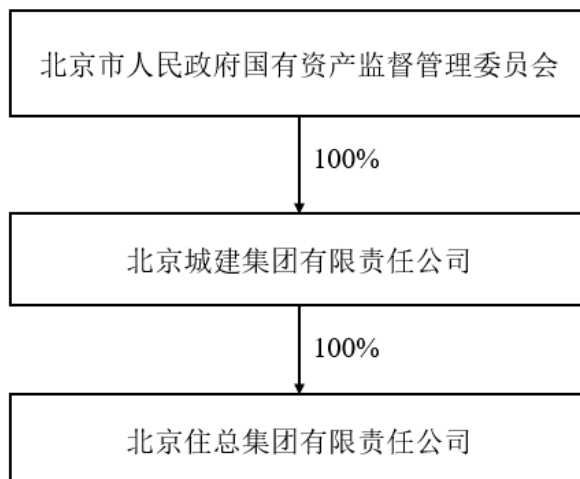 北京市人民政府国有资产监督管理委员会
100%
北京城建集团有限责任公司
100%
北京住总集团有限责任公司